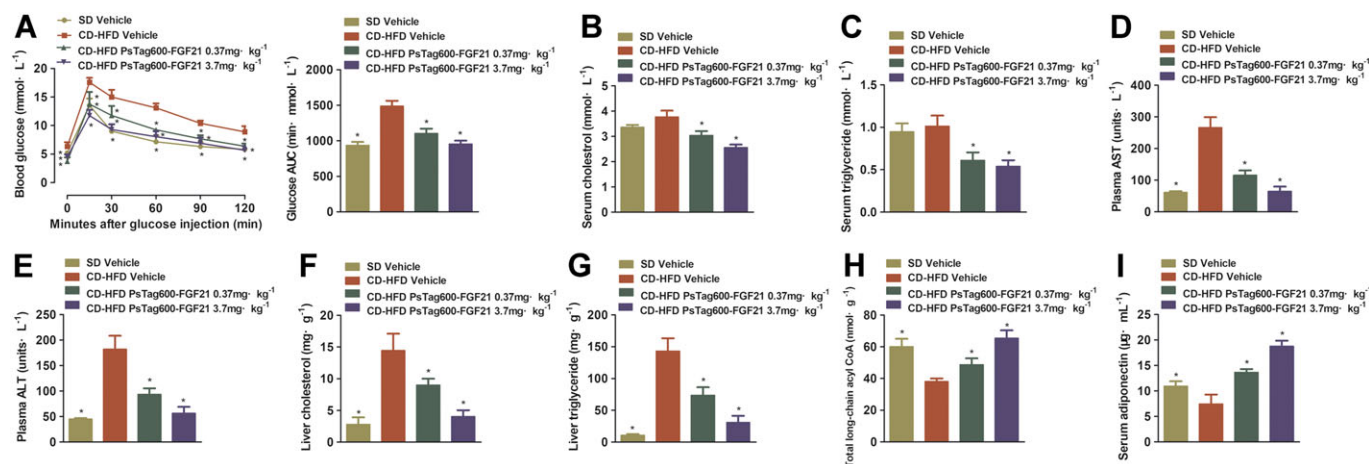 A
SD Vehicle
CD-HFD Vehicle
CD-HFD PsTag600-FGF21 0.37mg· kg⁻¹
CD-HFD PsTag600-FGF21 3.7mg· kg⁻¹
Blood glucose (mmol· L⁻¹)
20
15
10
5
0
0 30 60 90 120
Minutes after glucose injection (min)
SD Vehicle
CD-HFD Vehicle
CD-HFD PsTag600-FGF21 0.37mg· kg⁻¹
CD-HFD PsTag600-FGF21 3.7mg· kg⁻¹
Glucose AUC (min· mmol· L⁻¹)
2000
1500
1000
500
0
B
SD Vehicle
CD-HFD Vehicle
CD-HFD PsTag600-FGF21 0.37mg· kg⁻¹
CD-HFD PsTag600-FGF21 3.7mg· kg⁻¹
Serum cholestrol (mmol· L⁻¹)
5
4
3
2
1
0
C
SD Vehicle
CD-HFD Vehicle
CD-HFD PsTag600-FGF21 0.37mg· kg⁻¹
CD-HFD PsTag600-FGF21 3.7mg· kg⁻¹
Serum triglyceride (mmol· L⁻¹)
1.5
1.0
0.5
0.0
D
SD Vehicle
CD-HFD Vehicle
CD-HFD PsTag600-FGF21 0.37mg· kg⁻¹
CD-HFD PsTag600-FGF21 3.7mg· kg⁻¹
Plasma AST (units· L⁻¹)
400
300
200
100
0
E
SD Vehicle
CD-HFD Vehicle
CD-HFD PsTag600-FGF21 0.37mg· kg⁻¹
CD-HFD PsTag600-FGF21 3.7mg· kg⁻¹
Plasma ALT (units· L⁻¹)
250
200
150
100
50
0
F
SD Vehicle
CD-HFD Vehicle
CD-HFD PsTag600-FGF21 0.37mg· kg⁻¹
CD-HFD PsTag600-FGF21 3.7mg· kg⁻¹
Liver cholesterol (mg· g⁻¹)
20
15
10
5
0
G
SD Vehicle
CD-HFD Vehicle
CD-HFD PsTag600-FGF21 0.37mg· kg⁻¹
CD-HFD PsTag600-FGF21 3.7mg· kg⁻¹
Liver triglyceride (mg· g⁻¹)
200
150
100
50
0
H
SD Vehicle
CD-HFD Vehicle
CD-HFD PsTag600-FGF21 0.37mg· kg⁻¹
CD-HFD PsTag600-FGF21 3.7mg· kg⁻¹
Total long-chain acyl CoA (nmol· g⁻¹)
80
60
40
20
0
I
SD Vehicle
CD-HFD Vehicle
CD-HFD PsTag600-FGF21 0.37mg· kg⁻¹
CD-HFD PsTag600-FGF21 3.7mg· kg⁻¹
Serum adiponectin (μg· mL⁻¹)
25
20
15
10
5
0